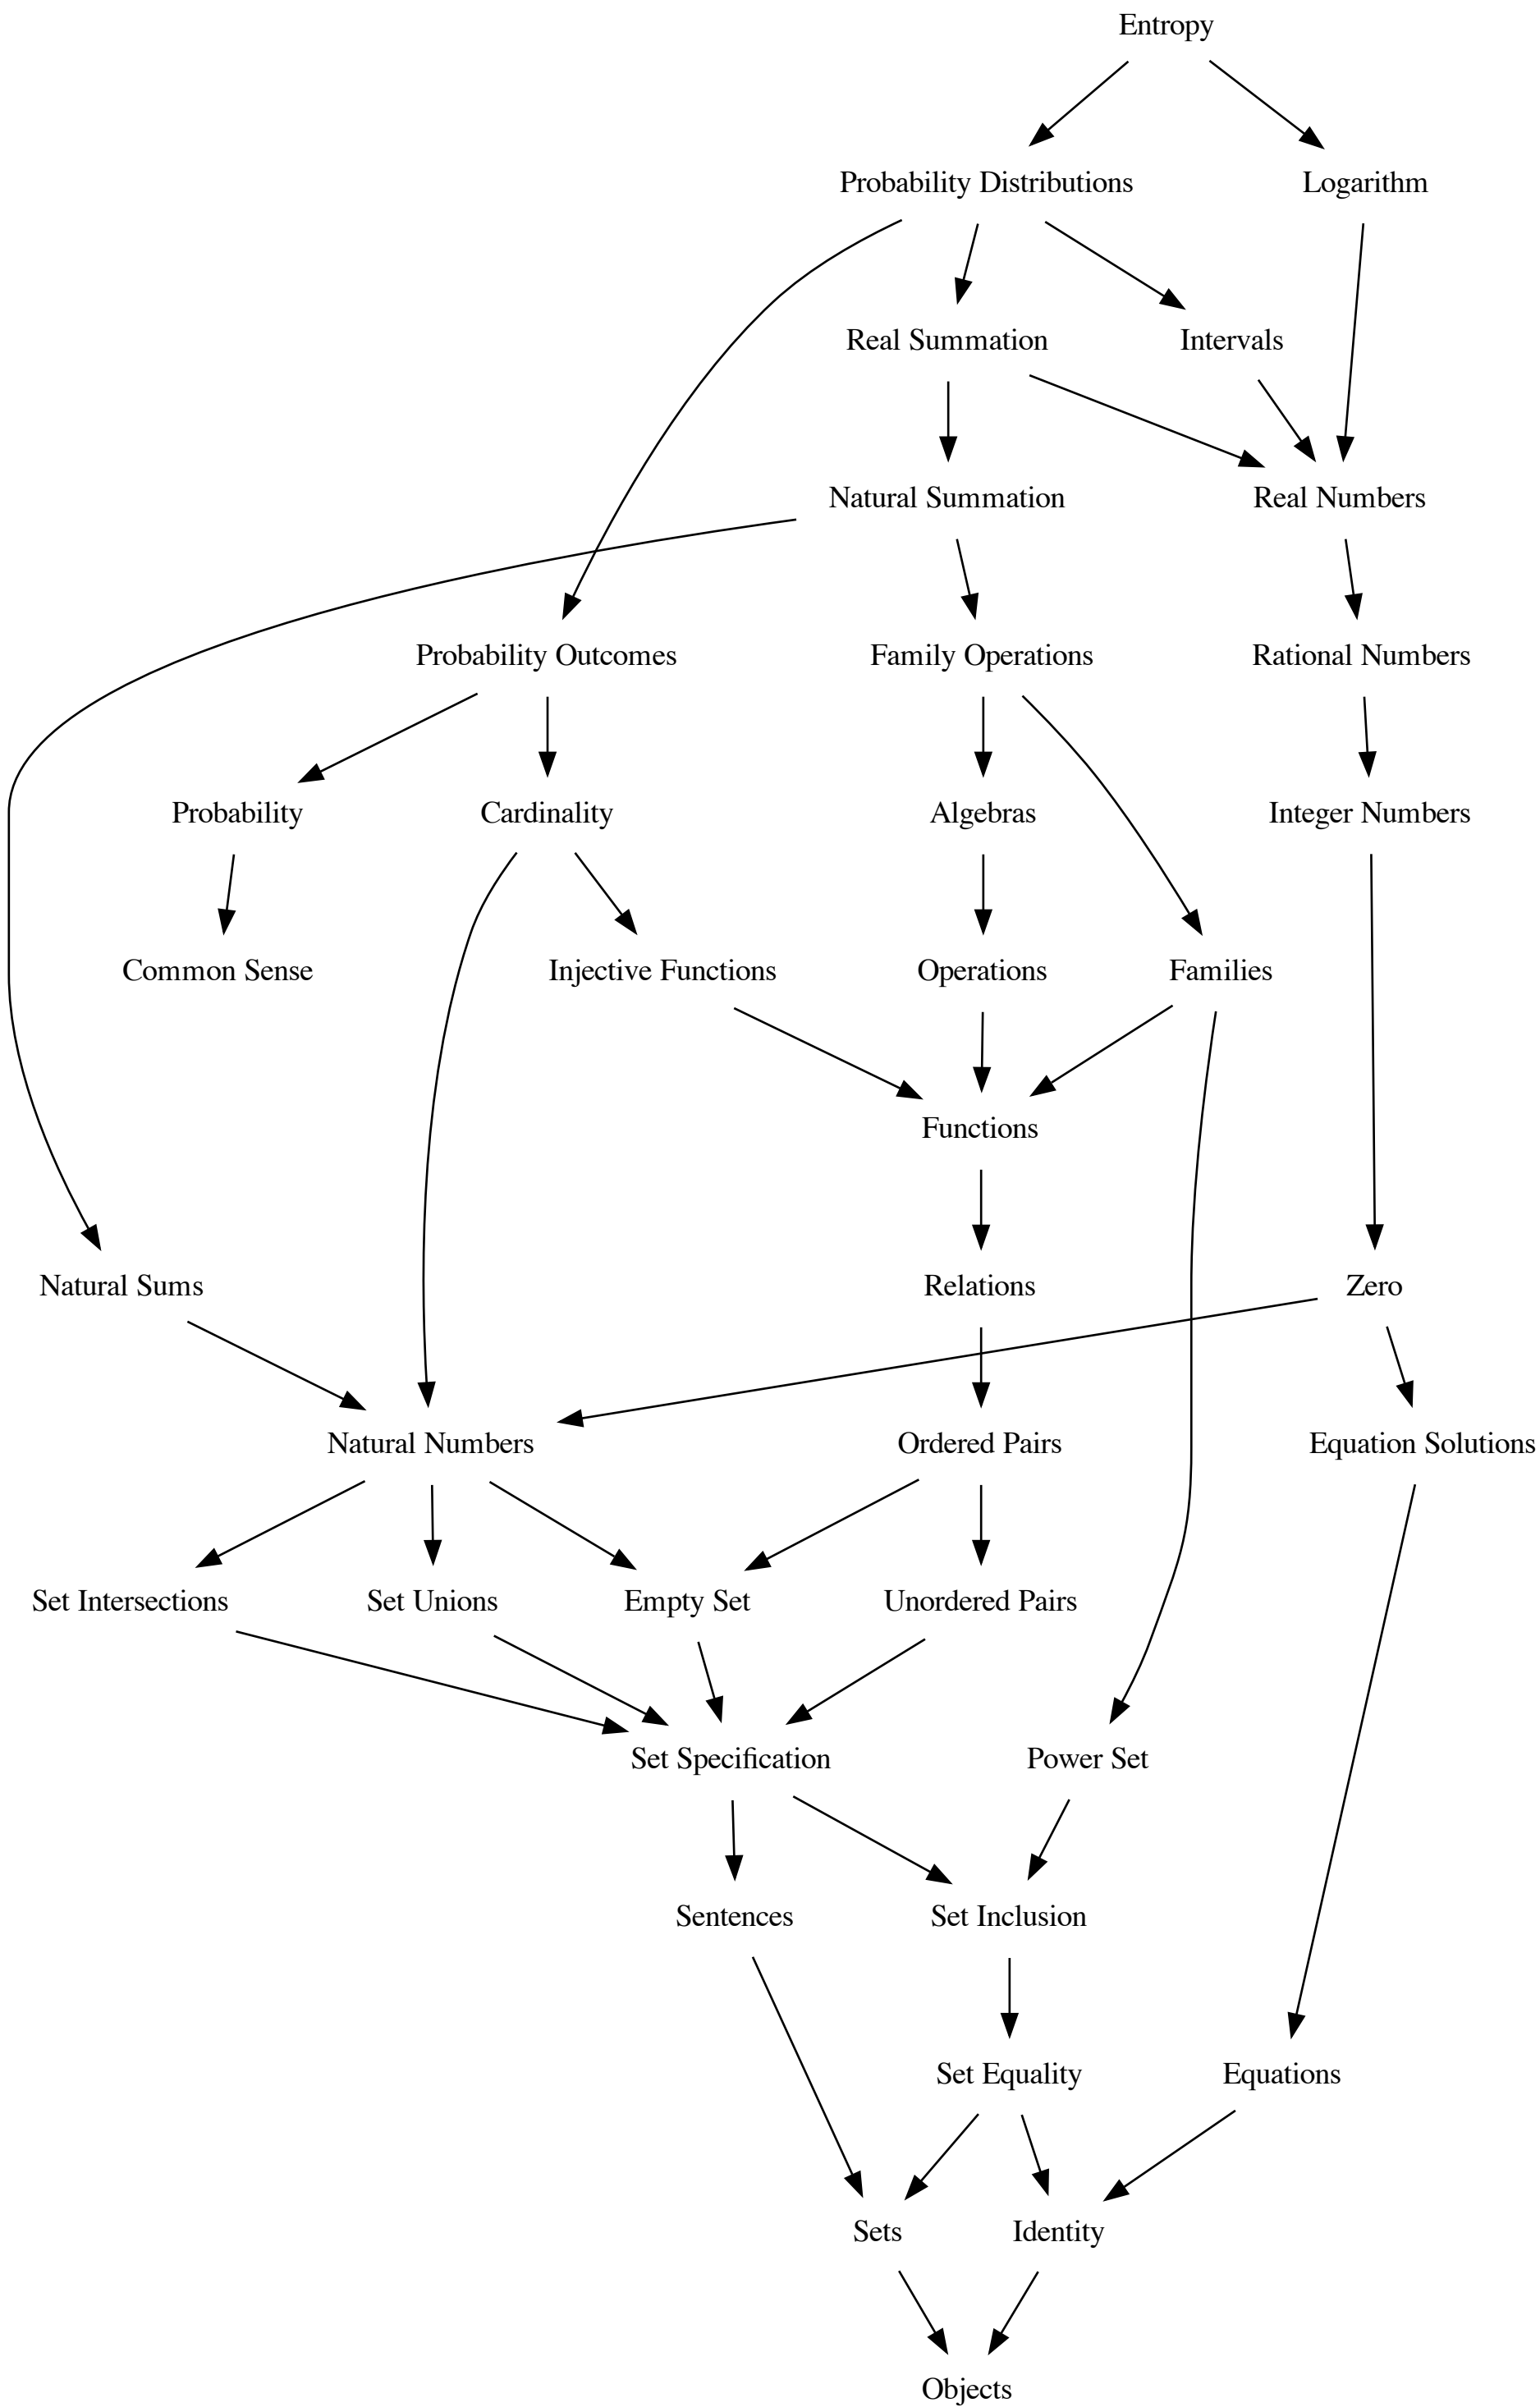 Entropy
Probability Distributions
Logarithm
Real Summation
Intervals
Natural Summation
Real Numbers
Probability Outcomes
Family Operations
Rational Numbers
Probability
Cardinality
Algebras
Integer Numbers
Common Sense
Injective Functions
Operations
Families
Functions
Natural Sums
Relations
Zero
Natural Numbers
Ordered Pairs
Equation Solutions
Set Intersections
Set Unions
Empty Set
Unordered Pairs
Set Specification
Power Set
Sentences
Set Inclusion
Set Equality
Equations
Sets
Identity
Objects